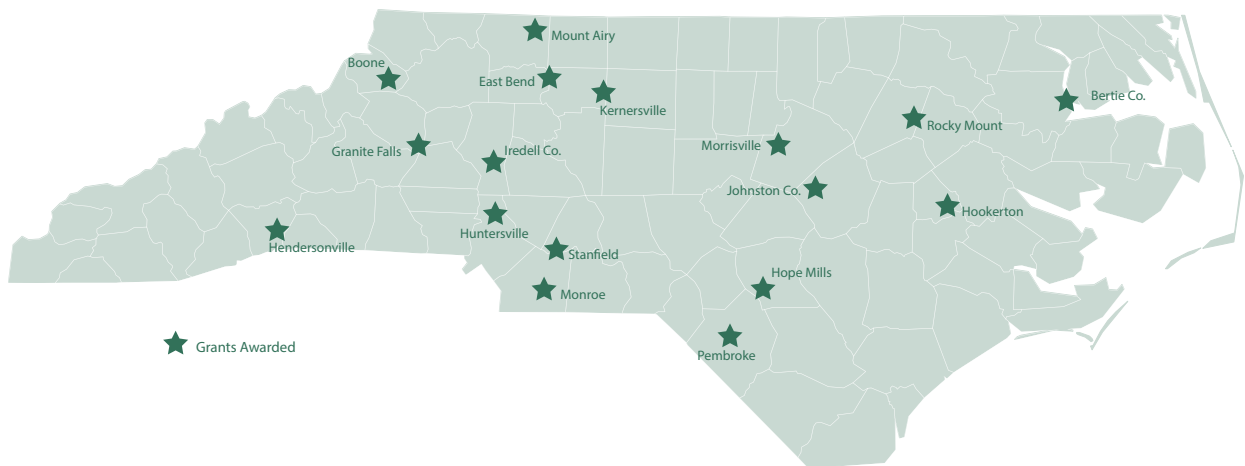 Mount Airy
Boone
East Bend
Kernersville
Bertie Co.
Rocky Mount
Granite Falls
Iredell Co.
Morrisville
Johnston Co.
Hookerton
Huntersville
Hendersonville
Stanfield
Hope Mills
Monroe
Grants Awarded
Pembroke